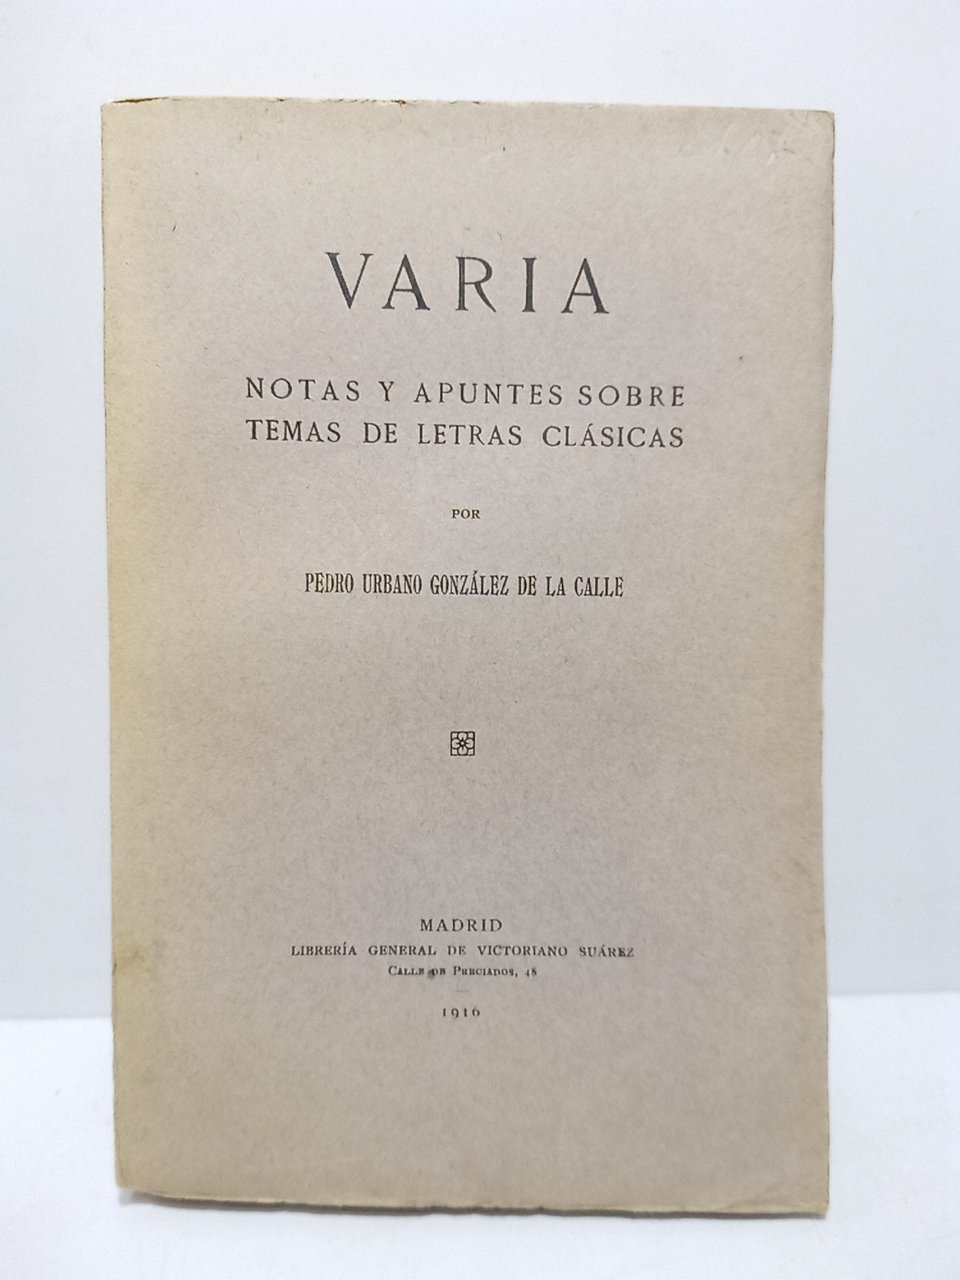 VARIA
NOTAS Y APUNTES SOBRE
TEMAS DE LETRAS CLÁSICAS
POR
PEDRO URBANO GONZÁLEZ DE LA CALLE
MADRID
LIBRERÍA GENERAL DE VICTORIANO SUÁREZ
CALLE DE PRECIADOS, 48
1916